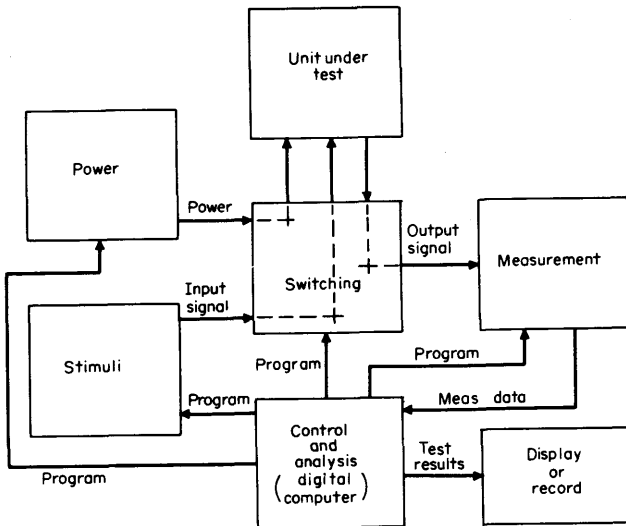 Unit under
test
Power
Power
Output
signal
Switching
Measurement
Input
signal
Stimuli
Program
Program
Program
Meas data
Control
and
analysis
( digital
computer )
Test
results
Display
or
record
Program